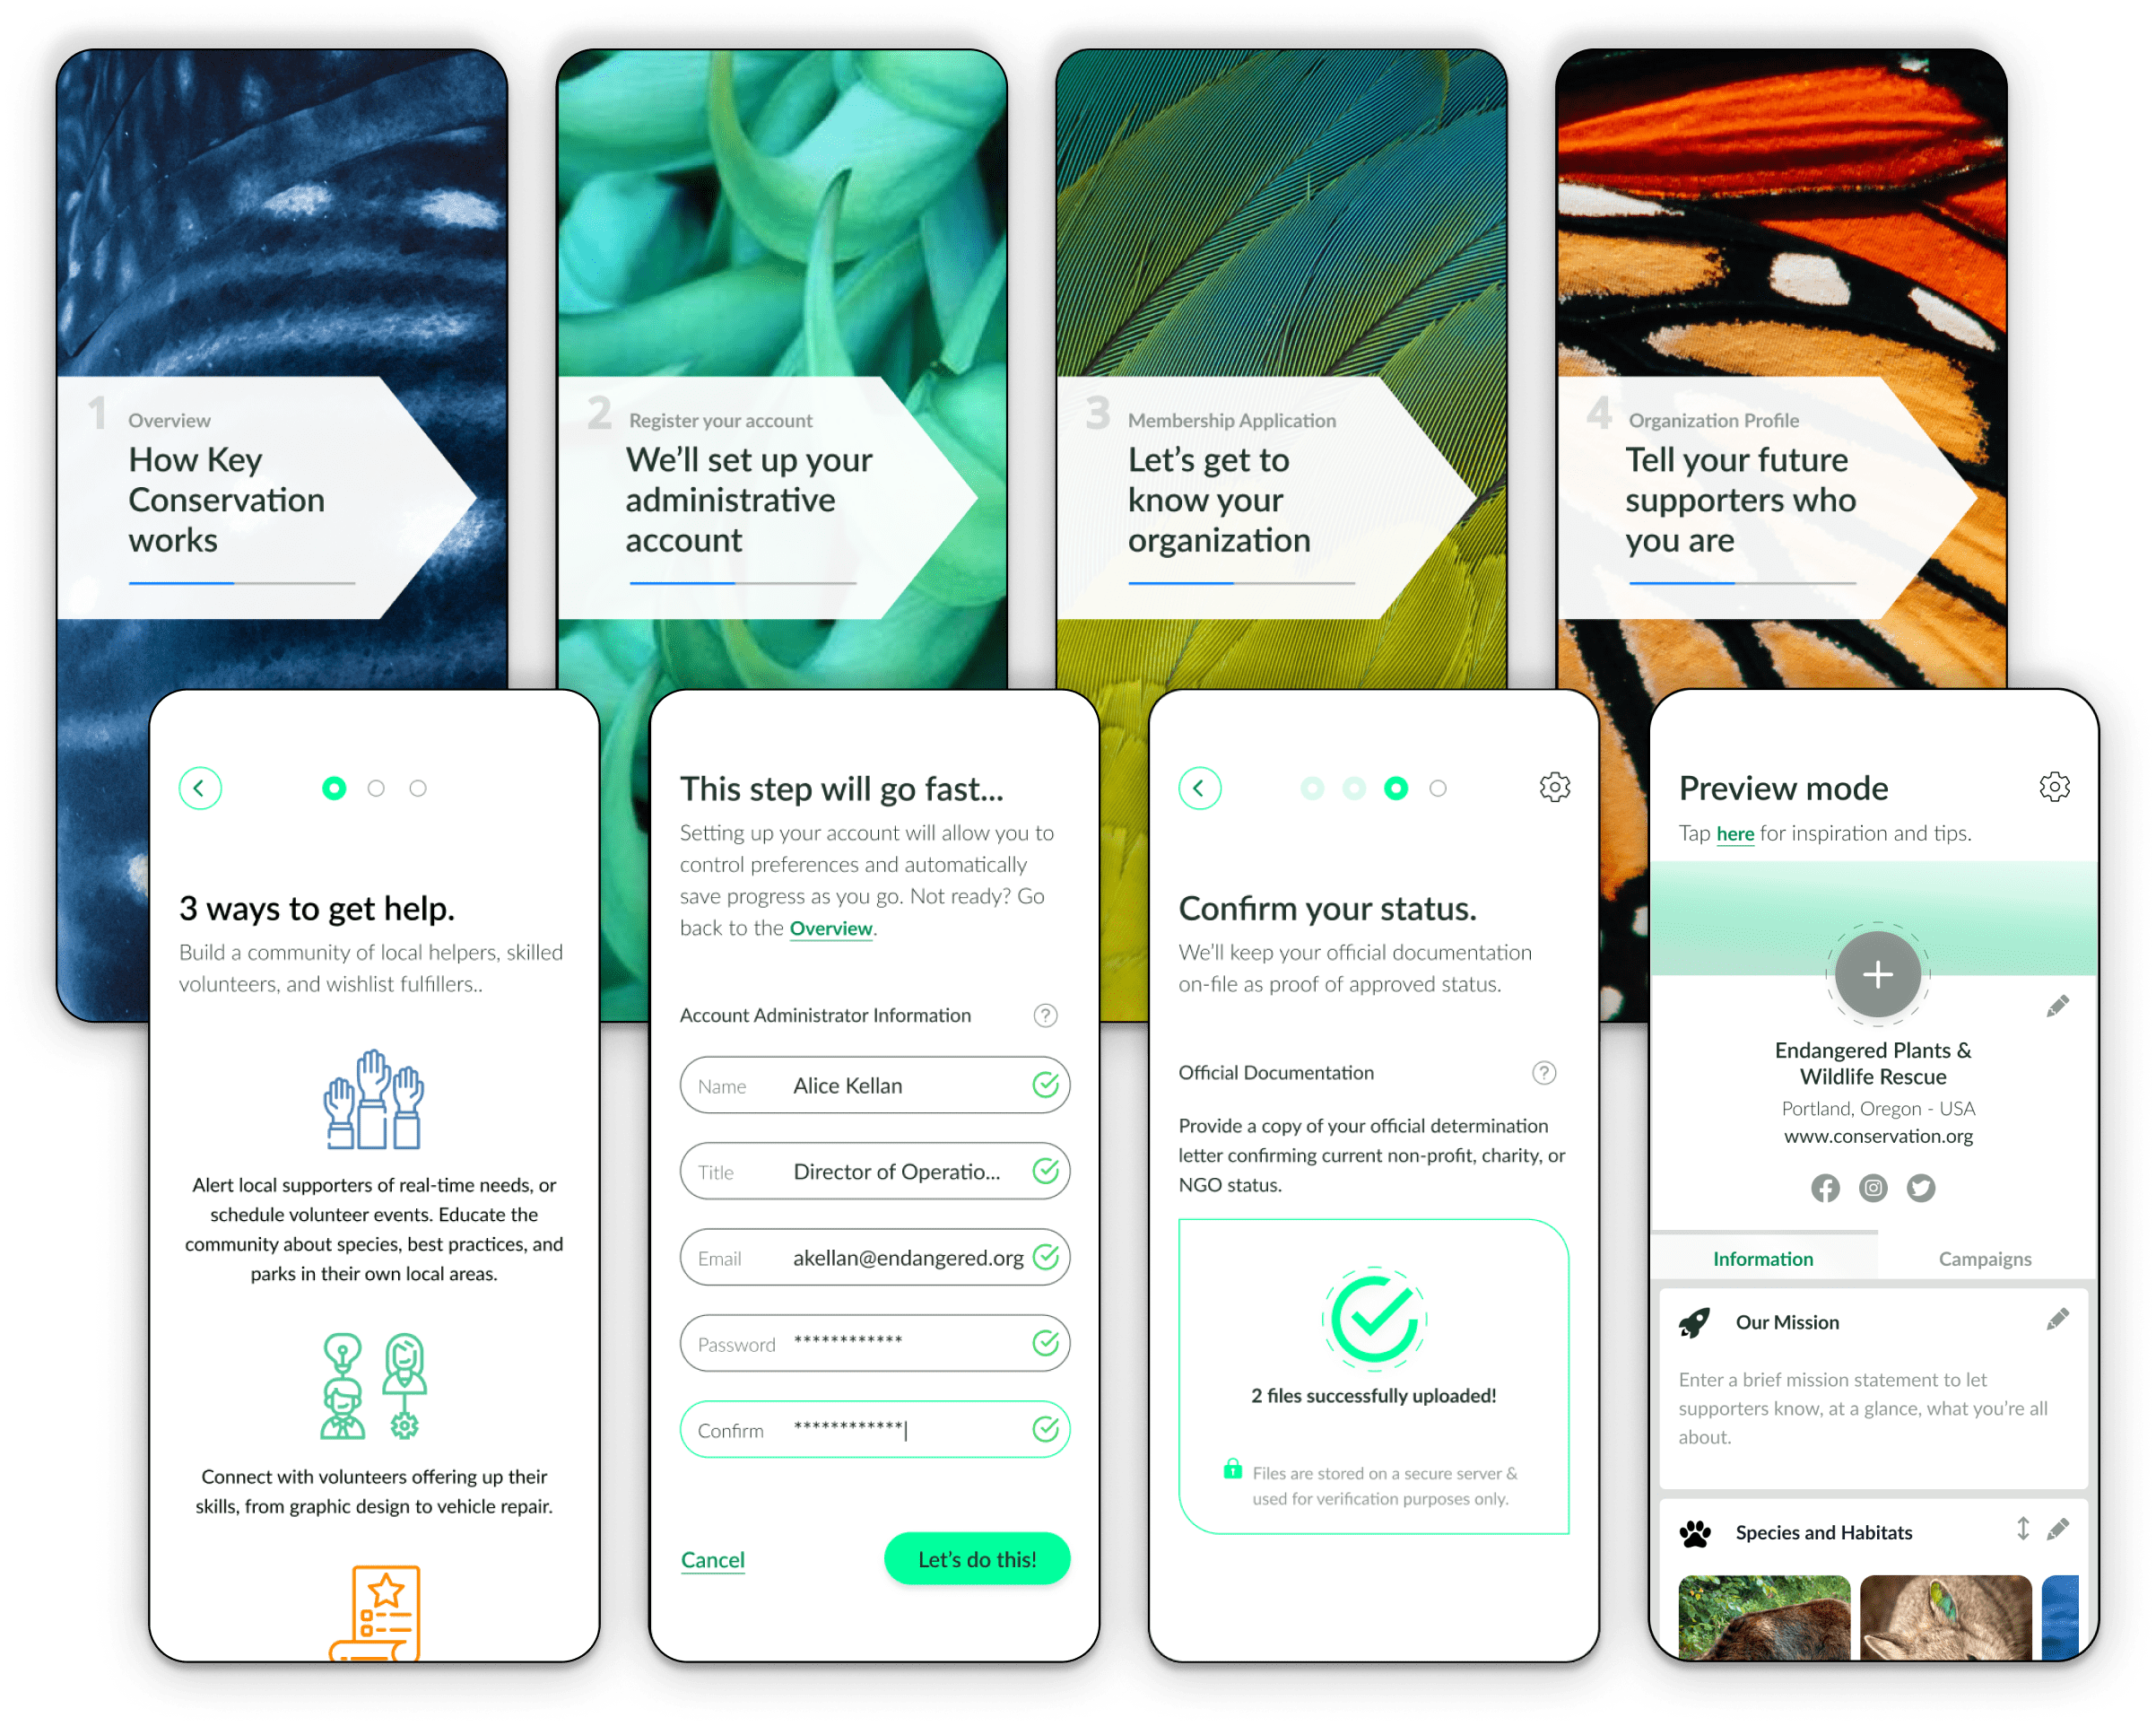 1 Overview
How Key
Conservation
works
2 Register your account
We'll set up your
administrative
account
3 Membership Application
Let's get to
know your
organization
4 Organization Profile
Tell your future
supporters who
you are
3 ways to get help.
Build a community of local helpers, skilled
volunteers, and wishlist fulfillers..
Alert local supporters of real-time needs, or
schedule volunteer events. Educate the
community about species, best practices, and
parks in their own local areas.
Connect with volunteers offering up their
skills, from graphic design to vehicle repair.
This step will go fast...
Setting up your account will allow you to
control preferences and automatically
save progress as you go. Not ready? Go
back to the Overview.
Account Administrator Information ?
Name Alice Kellan
Title Director of Operatio...
Email akellan@endangered.org
Password ************
Confirm ************|
Cancel Let's do this!
Confirm your status.
We'll keep your official documentation
on-file as proof of approved status.
Official Documentation ?
Provide a copy of your official determination
letter confirming current non-profit, charity, or
NGO status.
2 files successfully uploaded!
Files are stored on a secure server &
used for verification purposes only.
Preview mode
Tap here for inspiration and tips.
Endangered Plants &
Wildlife Rescue
Portland, Oregon - USA
www.conservation.org
Information Campaigns
Our Mission
Enter a brief mission statement to let
supporters know, at a glance, what you're all
about.
Species and Habitats